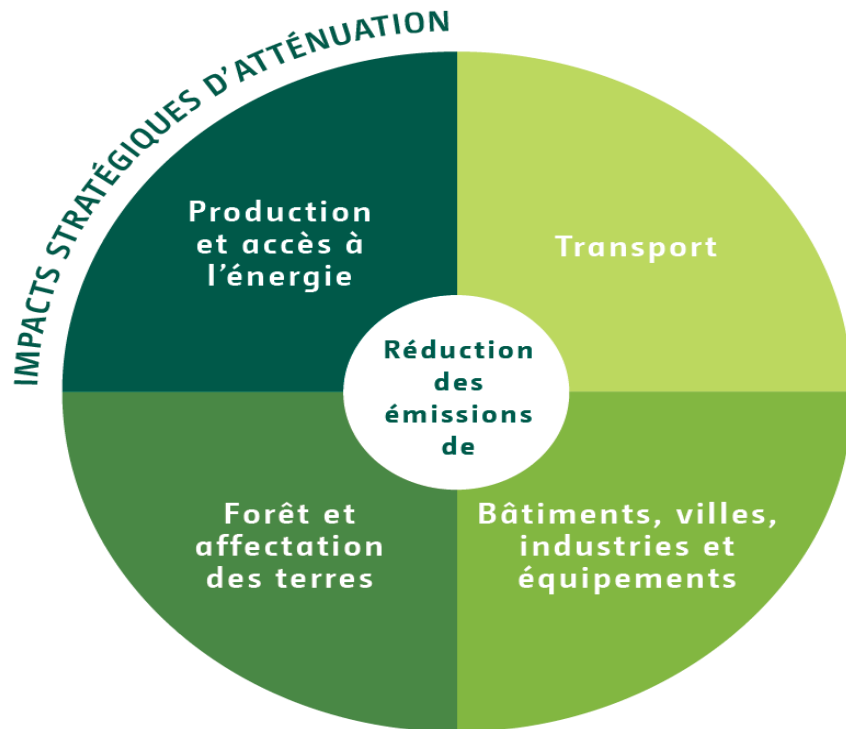 IMPACTS STRATÉGIQUES D'ATTÉNUATION
Production
et accès à
l'énergie
Transport
Réduction
des
émissions
de
Forêt et
affectation
des terres
Bâtiments, villes,
industries et
équipements